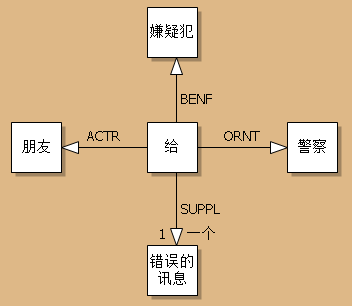 嫌疑犯
BENF
朋友
ACTR
给
ORNT
警察
SUPPL
1 一个
错误的
讯息